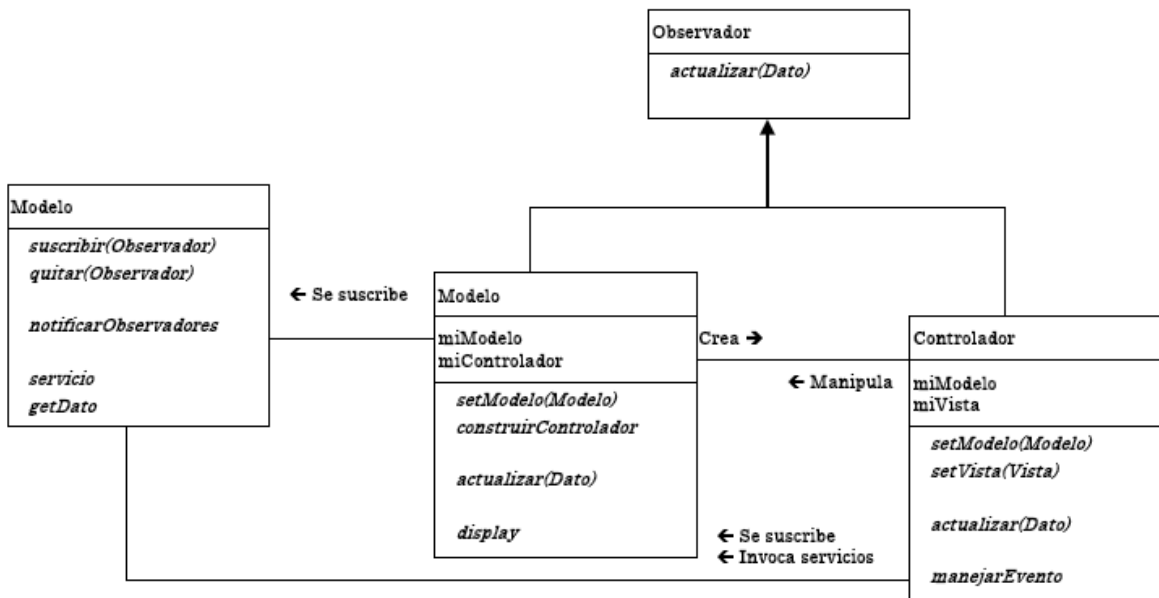 Observador
actualizar(Dato)
Modelo
suscribir(Observador)
quitar(Observador)
notificarObservadores
servicio
getDato
← Se suscribe
Modelo
miModelo
miControlador
setModelo(Modelo)
construirControlador
actualizar(Dato)
display
Crea →
← Manipula
← Se suscribe
← Invoca servicios
Controlador
miModelo
miVista
setModelo(Modelo)
setVista(Vista)
actualizar(Dato)
manejarEvento